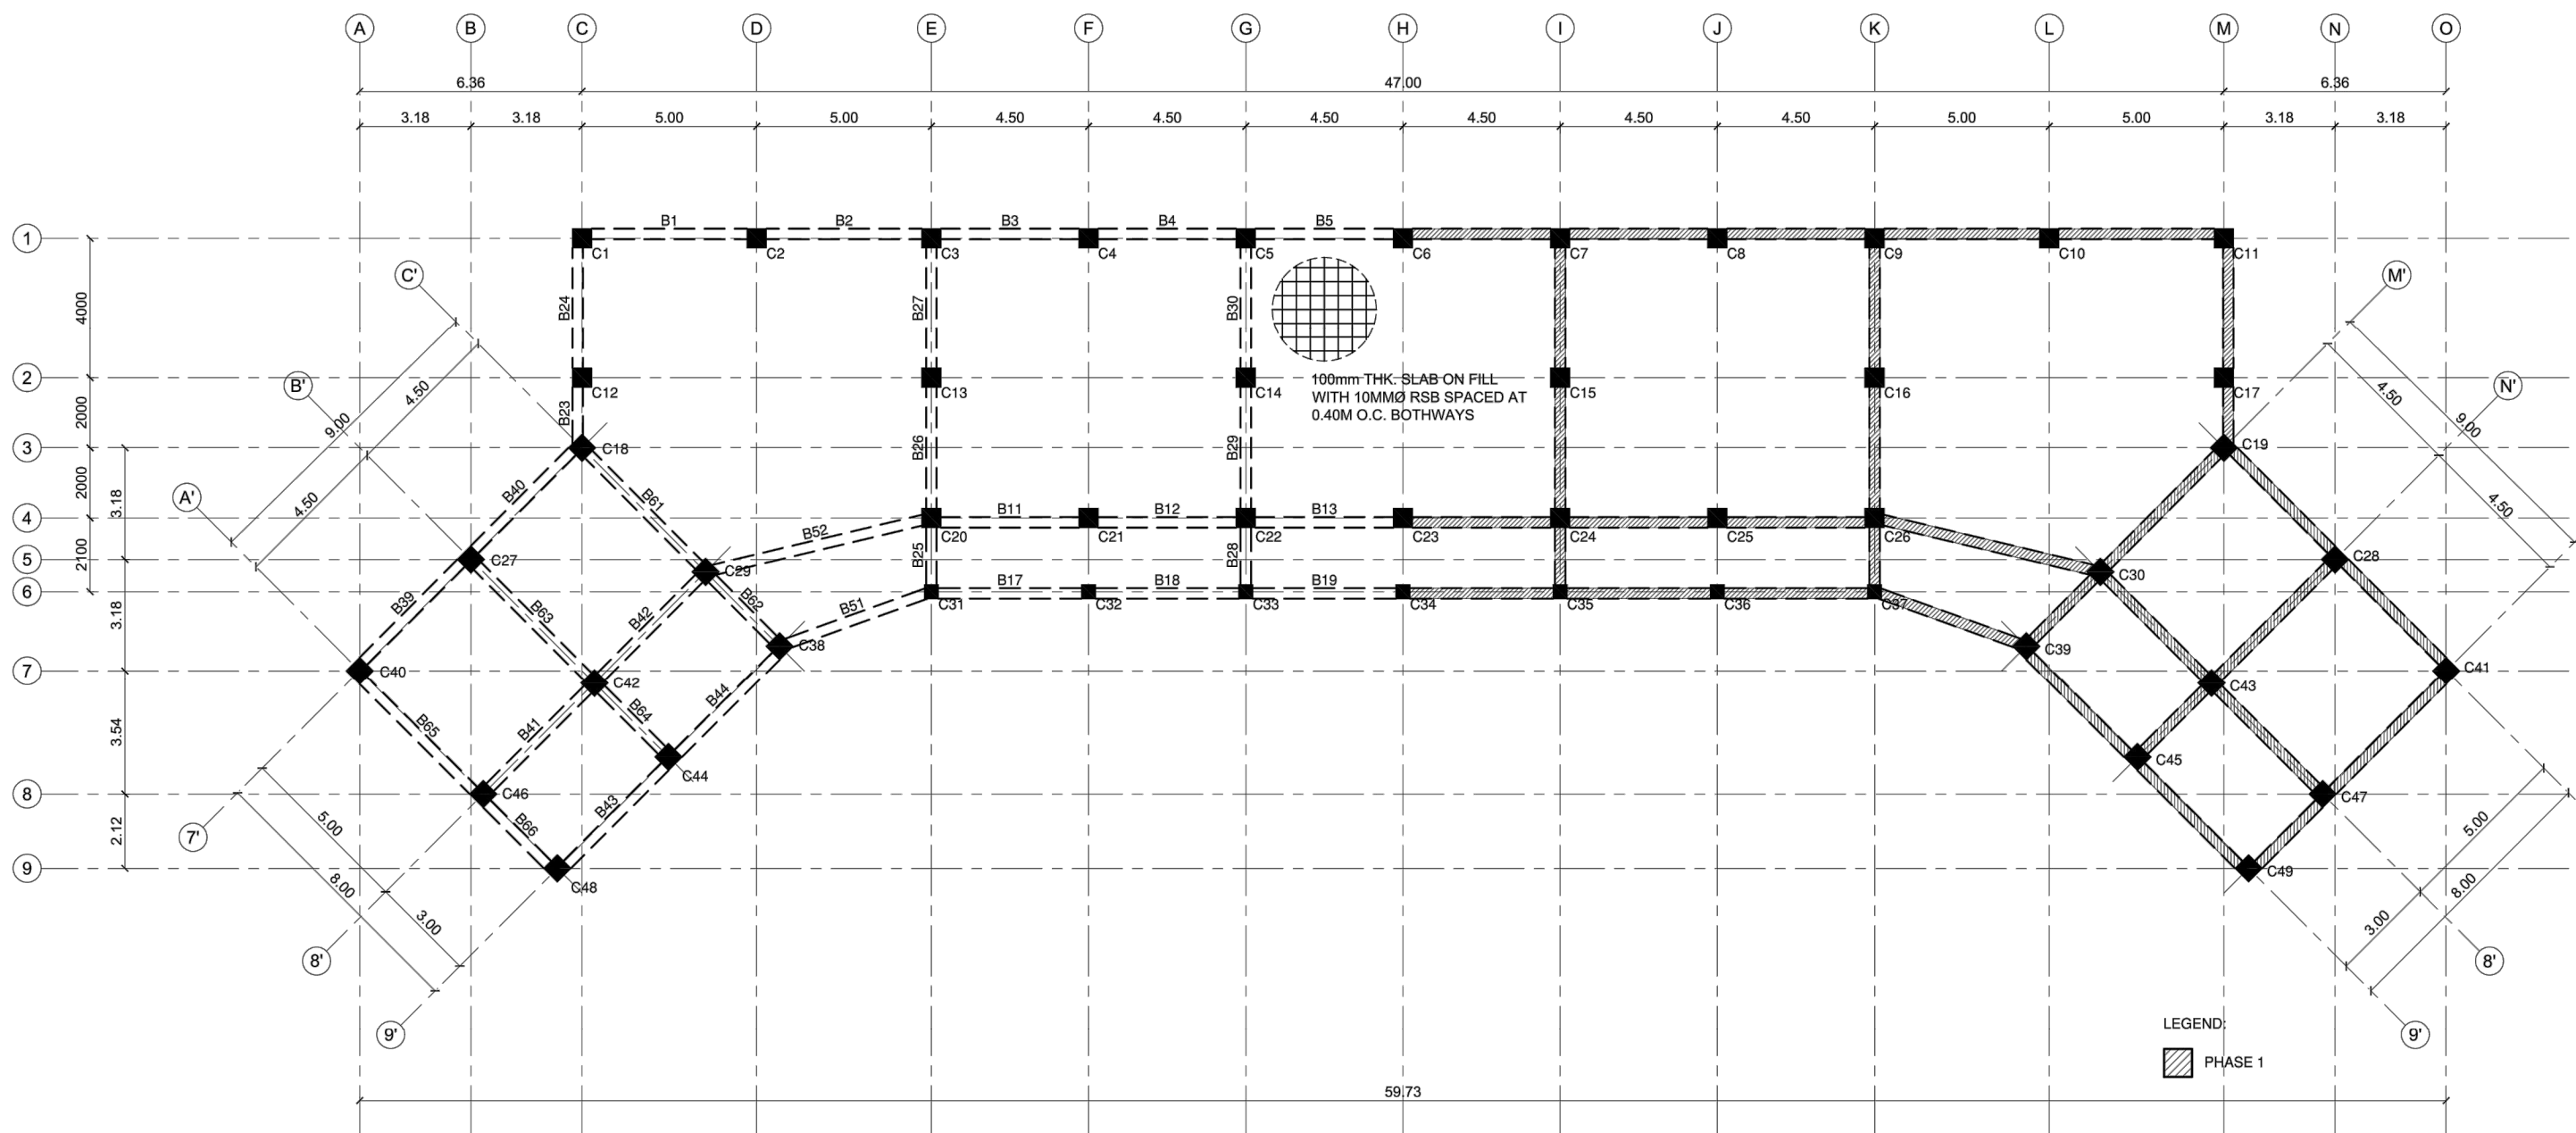 A B C D E F G H I J K L M N O
6.36 47.00 6.36
3.18 3.18 5.00 5.00 4.50 4.50 4.50 4.50 4.50 4.50 5.00 5.00 3.18 3.18
B1 B2 B3 B4 B5
1
C1 C2 C3 C4 C5 C6 C7 C8 C9 C10 C11
C' M'
4000 B24 B27 B30
B' N'
2
100mm THK. SLAB ON FILL
WITH 10MMØ RSB SPACED AT
0.40M O.C. BOTHWAYS
C12 C13 C14 C15 C16 C17
4.50 9.00 4.50 9.00
2000 B23
3
C18 C19
B26 B29
A'
2000 3.18 4.50 B40 B61 4.50
4
B11 B12 B13
B52 C20 C21 C22 C23 C24 C25 C26
5
2100 C27 C29 B25 B28 C30 C28
6
B17 B18 B19
B39 B63 B42 B62 B51 C31 C32 C33 C34 C35 C36 C37
3.18
C38 C39
7
C40 C42 C43 C41
3.54 B65 B41 B64 B44
C44 C45
8
C46 C47
7' 5.00 B66 B43 5.00
2.12
9
8.00 C48 C49 8.00
3.00 3.00
8' 8'
9' 9'
LEGEND:
PHASE 1
59.73